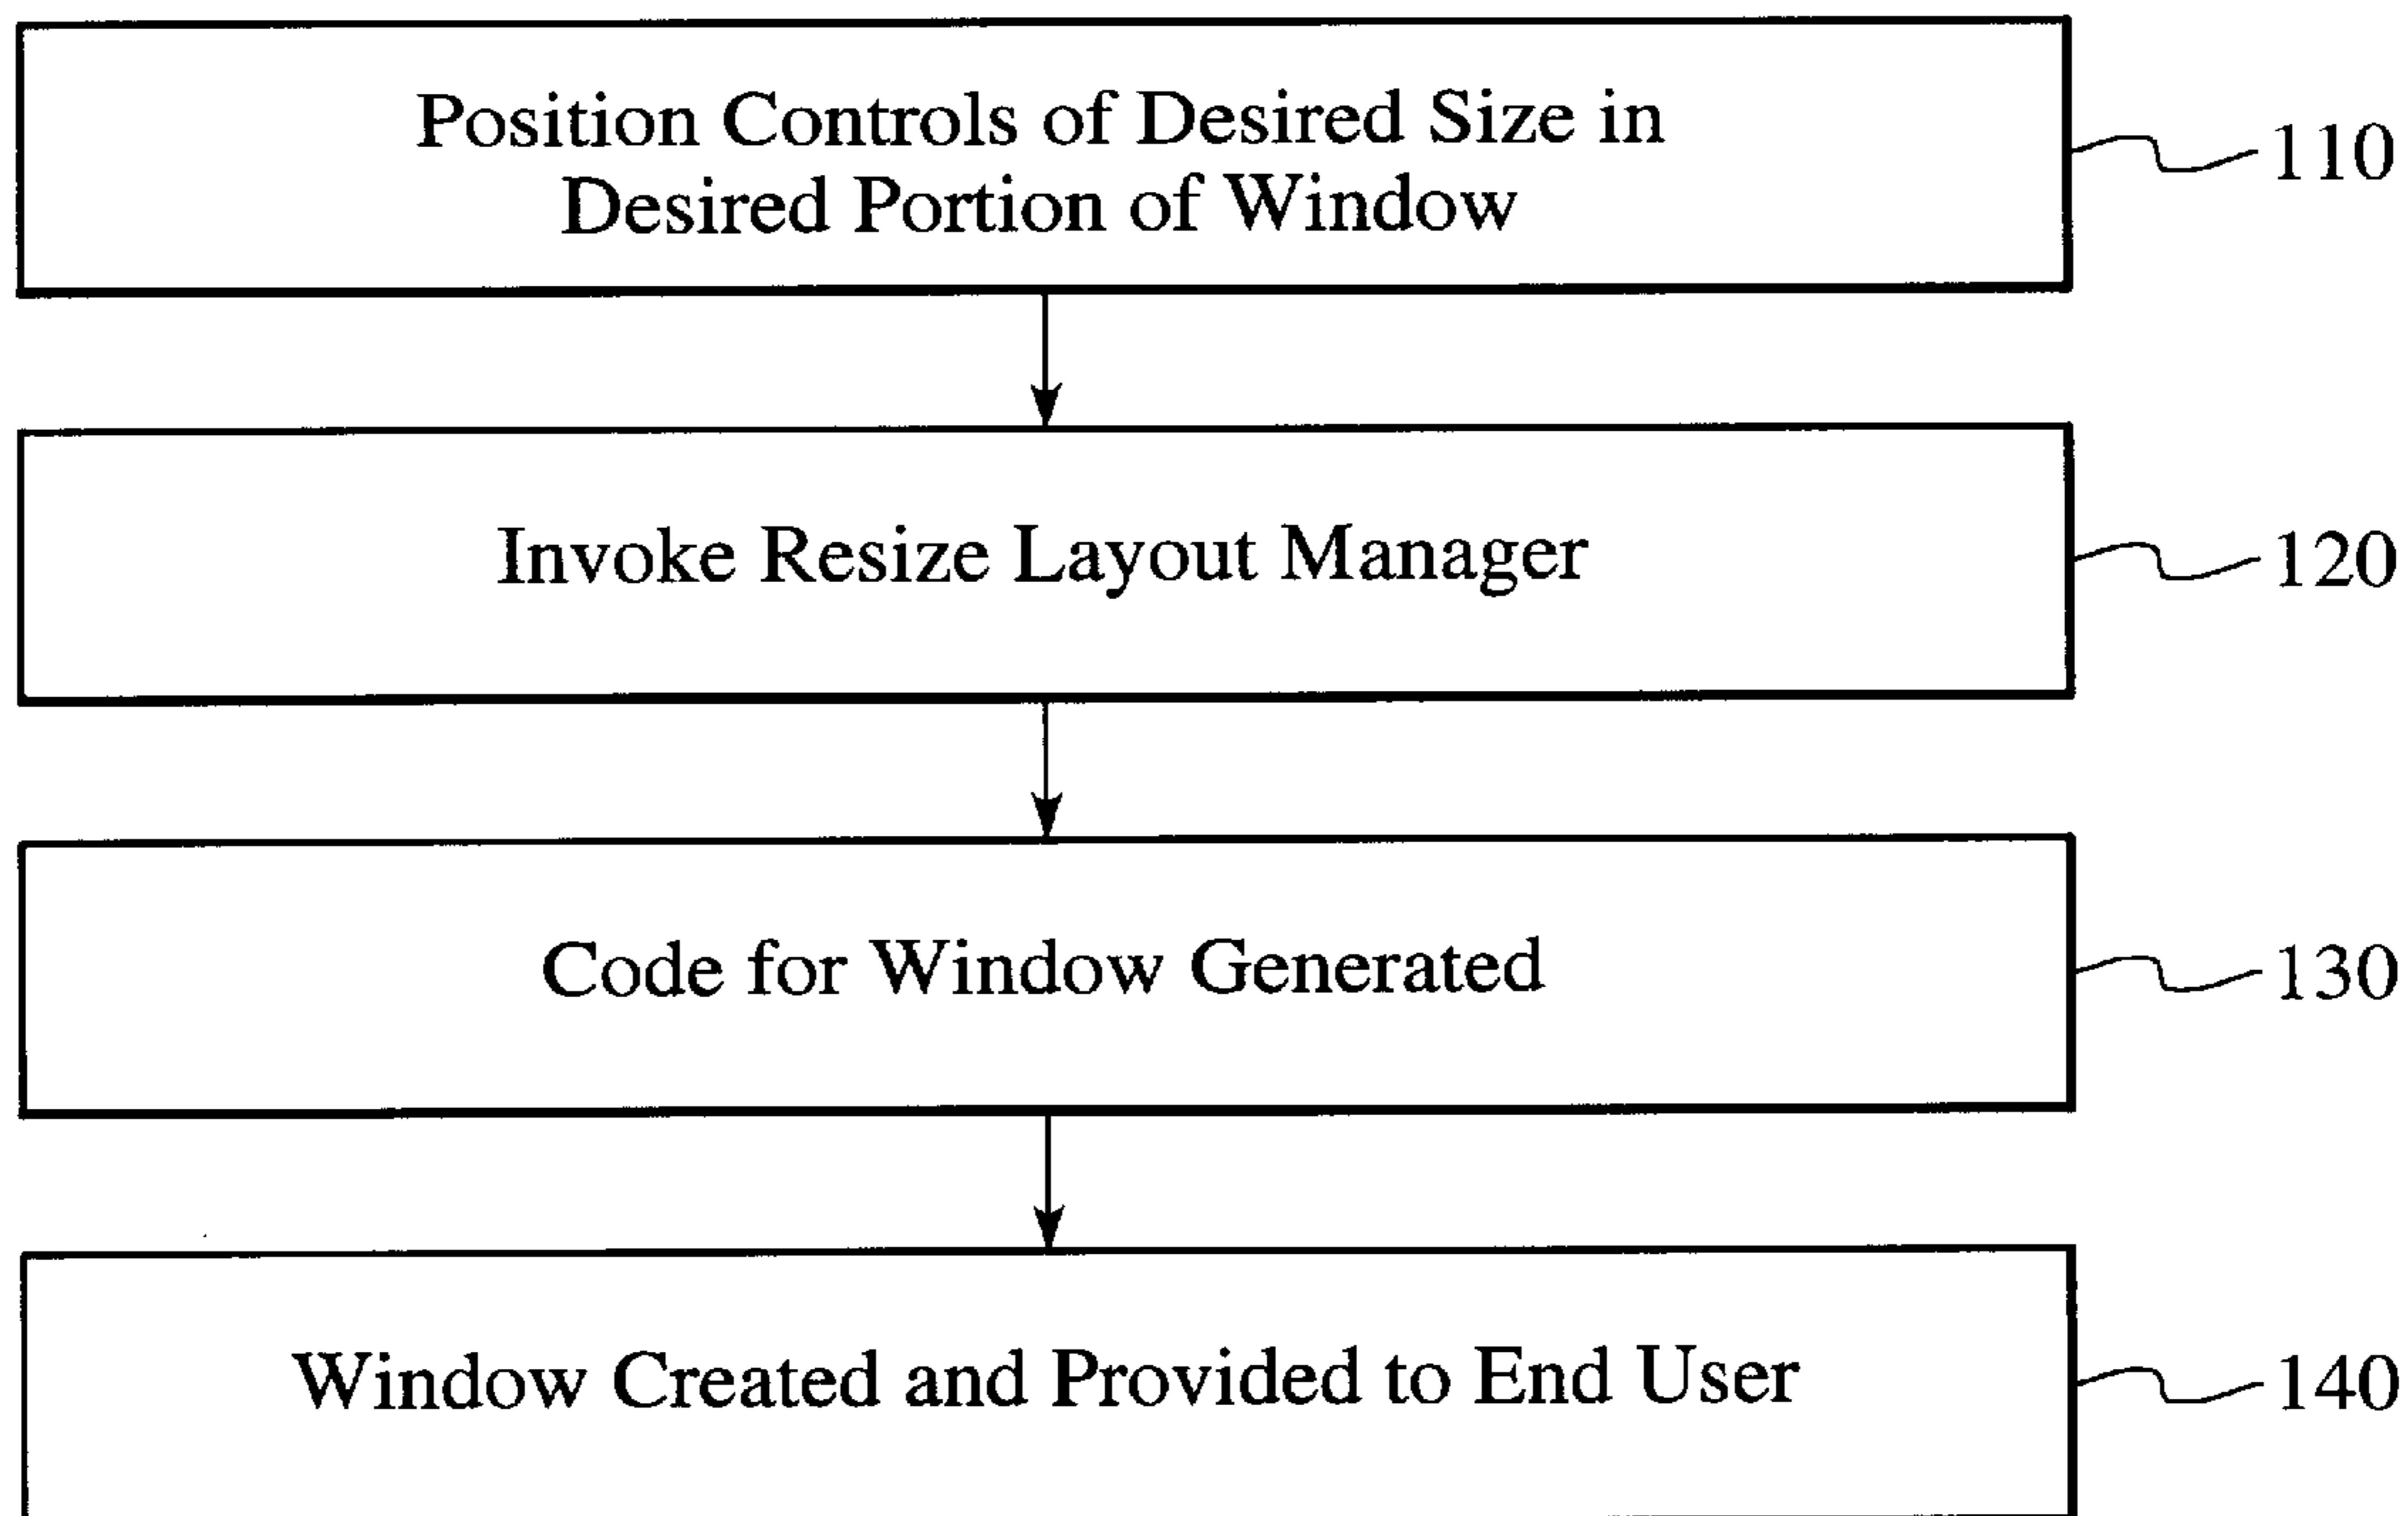 Position Controls of Desired Size in
Desired Portion of Window
110
Invoke Resize Layout Manager
120
Code for Window Generated
130
Window Created and Provided to End User
140